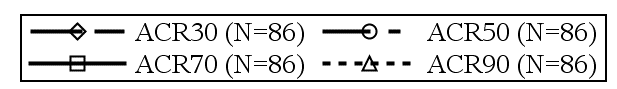 ACR30 (N=86) ACR50 (N=86)
ACR70 (N=86) ACR90 (N=86)